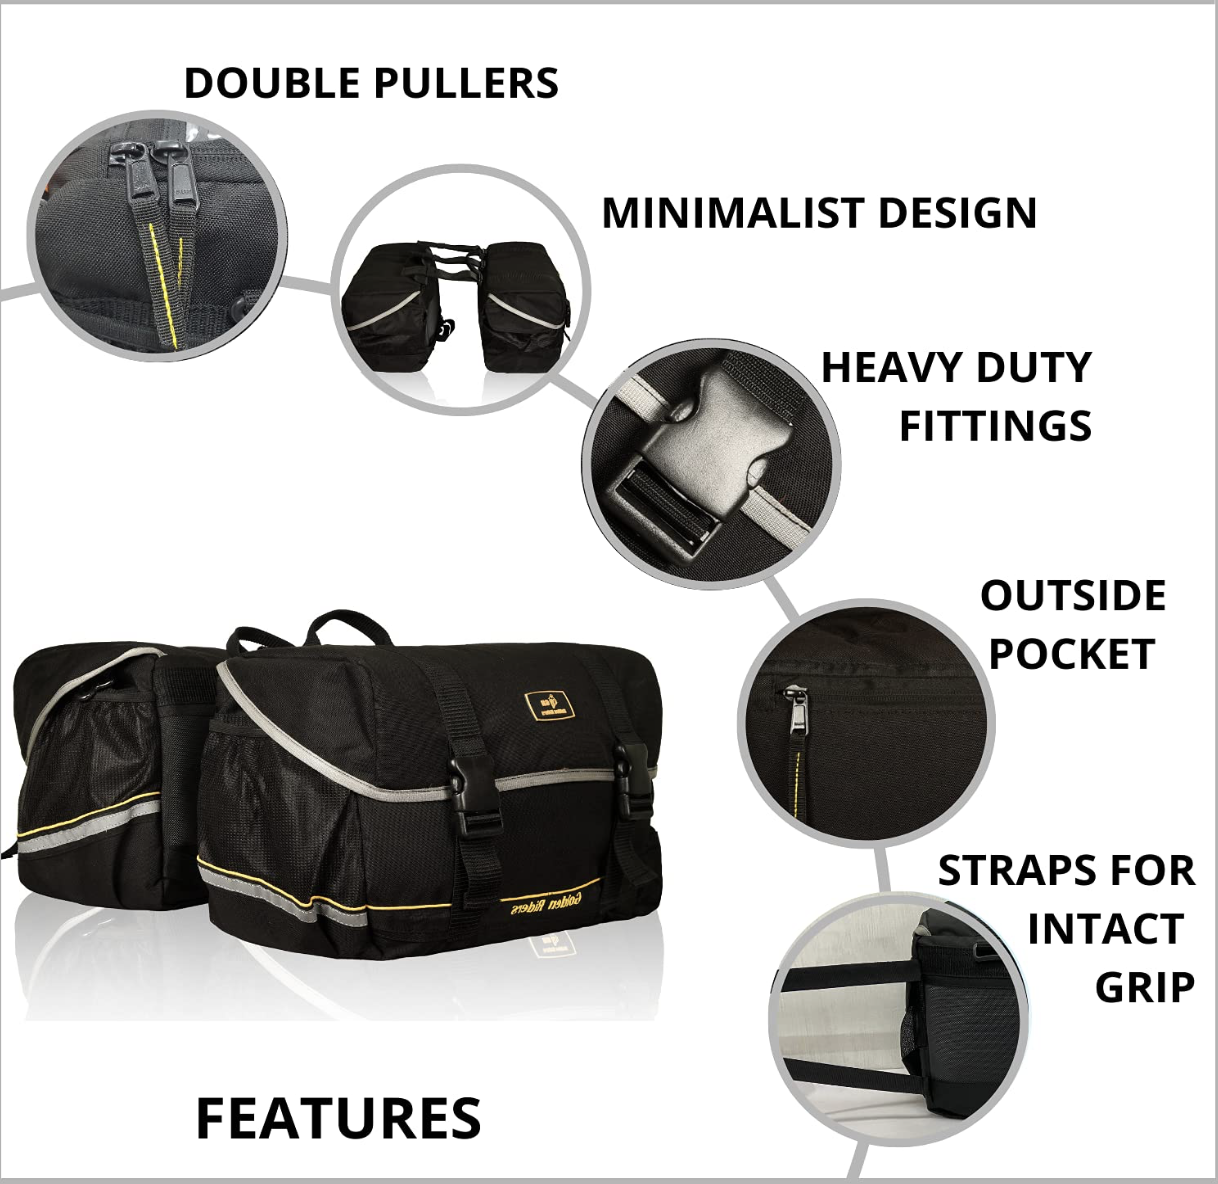 DOUBLE PULLERS
MINIMALIST DESIGN
HEAVY DUTY
FITTINGS
OUTSIDE
POCKET
STRAPS FOR
INTACT
GRIP
Golden Riders
FEATURES